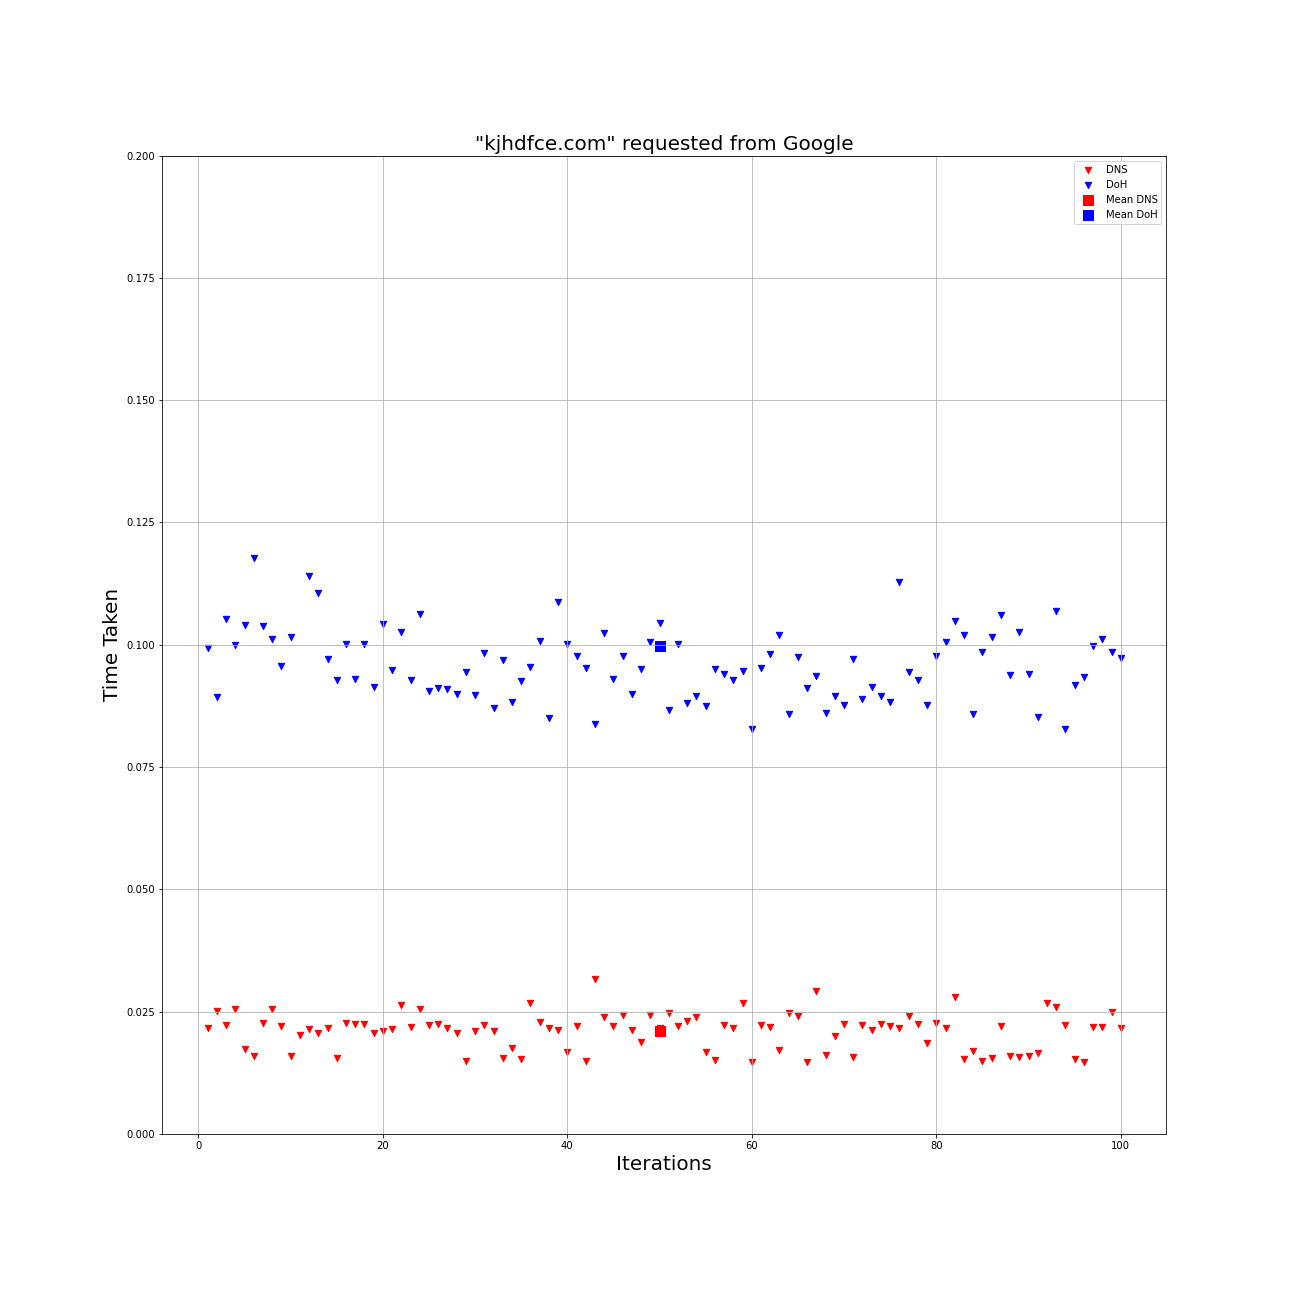 "kjhdfce.com" requested from Google
0.200
DNS
DoH
Mean DNS
Mean DoH
0.175
0.150
0.125
0.100
0.075
0.050
0.025
0.000
Time Taken
0 20 40 60 80 100
Iterations